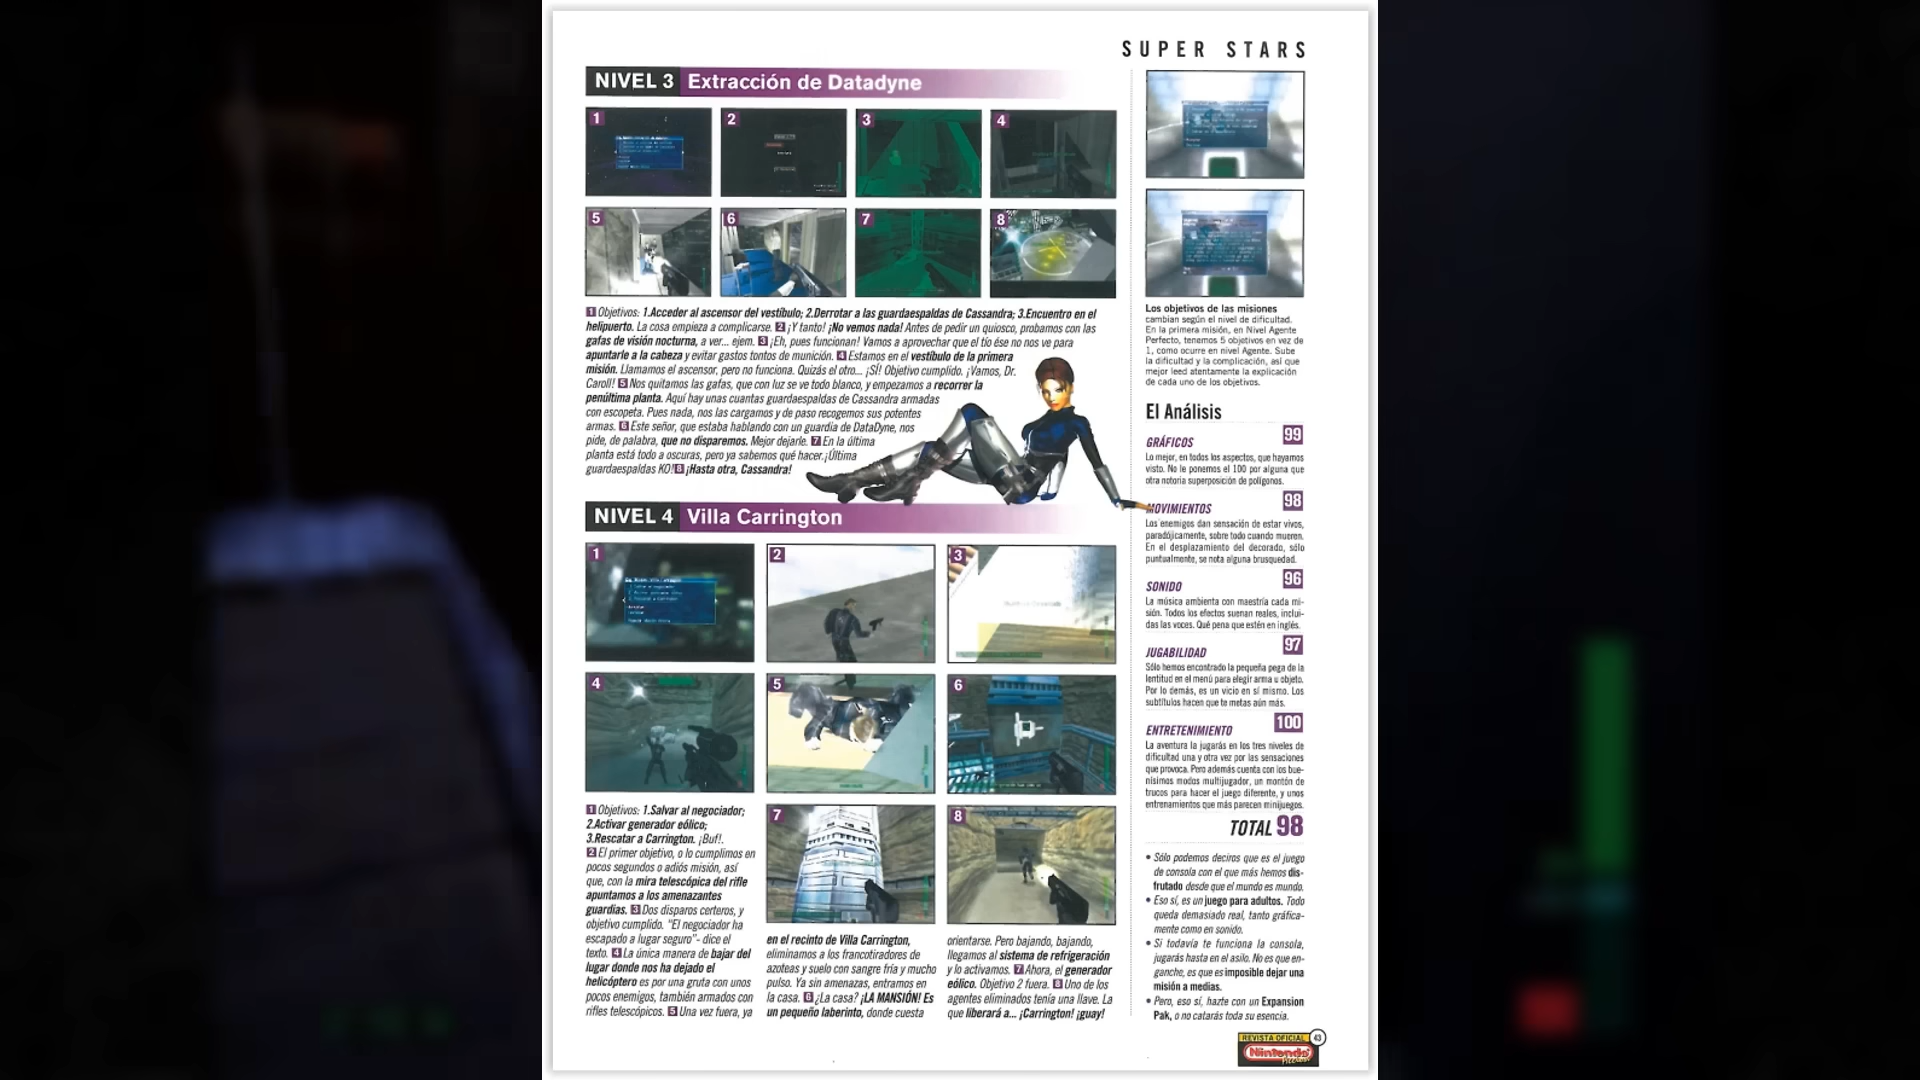 SUPER STARS
NIVEL 3 Extracción de Datadyne
1
2
3
4
5
6
7
8
1 Objetivos: 1.Acceder al ascensor del vestíbulo; 2.Derrotar a las guardaespaldas de Cassandra; 3.Encuentro en el
helipuerto. La cosa empieza a complicarse. 2 ¡Y tanto! ¡No vemos nada! Antes de pedir un quiosco, probamos con las
gafas de visión nocturna, a ver... ejem. 3 ¡Eh, pues funcionan! Vamos a aprovechar que el tío ése no nos ve para
apuntarle a la cabeza y evitar gastos tontos de munición. 4 Estamos en el vestíbulo de la primera
misión. Llamamos el ascensor, pero no funciona. Quizás el otro... ¡SÍ! Objetivo cumplido. ¡Vamos, Dr.
Caroll! 5 Nos quitamos las gafas, que con luz se ve todo blanco, y empezamos a recorrer la
penúltima planta. Aquí hay unas cuantas guardaespaldas de Cassandra armadas
con escopeta. Pues nada, nos las cargamos y de paso recogemos sus potentes
armas. 6 Este señor, que estaba hablando con un guardia de DataDyne, nos
pide, de palabra, que no disparemos. Mejor dejarle. 7 En la última
planta está todo a oscuras, pero ya sabemos qué hacer.¡Última
guardaespaldas KO! 8 ¡Hasta otra, Cassandra!
NIVEL 4 Villa Carrington
1
2
3
4
5
6
7
8
1 Objetivos: 1.Salvar al negociador;
2.Activar generador eólico;
3.Rescatar a Carrington. ¡Buf!.
2 El primer objetivo, o lo cumplimos en
pocos segundos o adiós misión, así
que, con la mira telescópica del rifle
apuntamos a los amenazantes
guardias. 3 Dos disparos certeros, y
objetivo cumplido. "El negociador ha
escapado a lugar seguro"- dice el
texto. 4 La única manera de bajar del
lugar donde nos ha dejado el
helicóptero es por una gruta con unos
pocos enemigos, también armados con
rifles telescópicos. 5 Una vez fuera, ya
en el recinto de Villa Carrington,
eliminamos a los francotiradores de
azoteas y suelo con sangre fría y mucho
pulso. Ya sin amenazas, entramos en
la casa. 6 ¿La casa? ¡LA MANSIÓN! Es
un pequeño laberinto, donde cuesta
orientarse. Pero bajando, bajando,
llegamos al sistema de refrigeración
y lo activamos. 7 Ahora, el generador
eólico. Objetivo 2 fuera. 8 Uno de los
agentes eliminados tenía una llave. La
que liberará a... ¡Carrington! ¡guay!
Los objetivos de las misiones
cambian según el nivel de dificultad.
En la primera misión, en Nivel Agente
Perfecto, tenemos 5 objetivos en vez de
1, como ocurre en nivel Agente. Sube
la dificultad y la complicación, así que
mejor leed atentamente la explicación
de cada uno de los objetivos.
El Análisis
GRÁFICOS 99
Lo mejor, en todos los aspectos, que hayamos
visto. No le ponemos el 100 por alguna que
otra notoria superposición de polígonos.
MOVIMIENTOS 98
Los enemigos dan sensación de estar vivos,
paradójicamente, sobre todo cuando mueren.
En el desplazamiento del decorado, sólo
puntualmente, se nota alguna brusquedad.
SONIDO 96
La música ambienta con maestría cada mi-
sión. Todos los efectos suenan reales, inclui-
das las voces. Qué pena que estén en inglés.
JUGABILIDAD 97
Sólo hemos encontrado la pequeña pega de la
lentitud en el menú para elegir arma u objeto.
Por lo demás, es un vicio en sí mismo. Los
subtítulos hacen que te metas aún más.
ENTRETENIMIENTO 100
La aventura la jugarás en los tres niveles de
dificultad una y otra vez por las sensaciones
que provoca. Pero además cuenta con los bue-
nísimos modos multijugador, un montón de
trucos para hacer el juego diferente, y unos
entrenamientos que más parecen minijuegos.
TOTAL 98
• Sólo podemos deciros que es el juego
de consola con el que más hemos dis-
frutado desde que el mundo es mundo.
• Eso sí, es un juego para adultos. Todo
queda demasiado real, tanto gráfica-
mente como en sonido.
• Si todavía te funciona la consola,
jugarás hasta en el asilo. No es que en-
ganche, es que es imposible dejar una
misión a medias.
• Pero, eso sí, hazte con un Expansion
Pak, o no catarás toda su esencia.
REVISTA OFICIAL 43
Nintendo
Acción